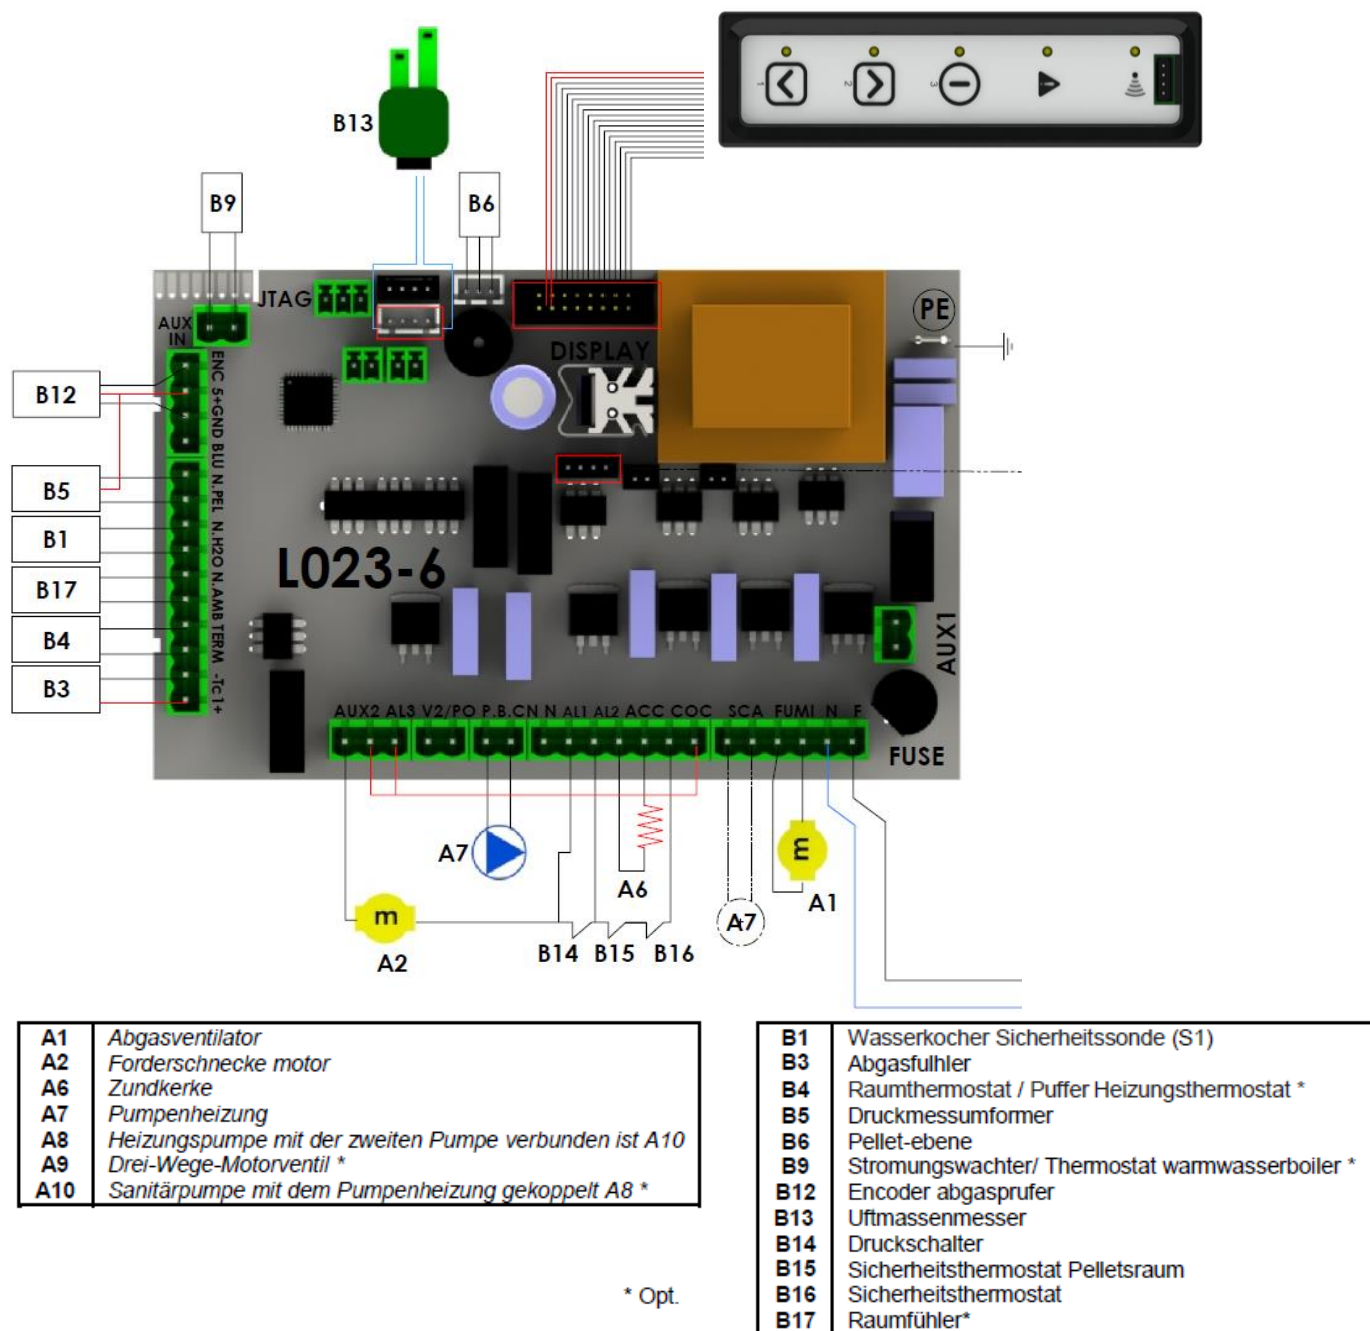 1
2
3
B13
B9
B6
JTAG
AUX
IN
DISPLAY
PE
B12
ENC 5+GND BLU
B5
N.PEL
B1
N.H2O
B17
N.AMB
B4
TERM
B3
-Tc1+
L023-6
AUX1
FUSE
AUX2 AL3 V2/PO P.B.CN N AL1 AL2 ACC COC SCA FUMI N F
A7
m
A1
A6
A7
m
A2
B14 B15 B16
A1 Abgasventilator
A2 Forderschnecke motor
A6 Zundkerke
A7 Pumpenheizung
A8 Heizungspumpe mit der zweiten Pumpe verbunden ist A10
A9 Drei-Wege-Motorventil *
A10 Sanitärpumpe mit dem Pumpenheizung gekoppelt A8 *
* Opt.
B1 Wasserkocher Sicherheitssonde (S1)
B3 Abgasfulhler
B4 Raumthermostat / Puffer Heizungsthermostat *
B5 Druckmessumformer
B6 Pellet-ebene
B9 Stromungswachter/ Thermostat warmwasserboiler *
B12 Encoder abgasprufer
B13 Uftmassenmesser
B14 Druckschalter
B15 Sicherheitsthermostat Pelletsraum
B16 Sicherheitsthermostat
B17 Raumfühler*